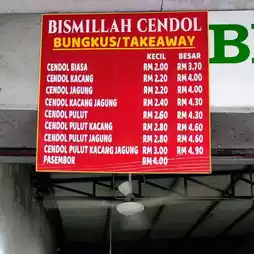 BISMILLAH CENDOL
BUNGKUS/TAKEAWAY
KECIL BESAR
CENDOL BIASA RM 2.00 RM 3.70
CENDOL KACANG RM 2.20 RM 4.00
CENDOL JAGUNG RM 2.20 RM 4.00
CENDOL KACANG JAGUNG RM 2.40 RM 4.30
CENDOL PULUT RM 2.60 RM 4.30
CENDOL PULUT KACANG RM 2.80 RM 4.60
CENDOL PULUT JAGUNG RM 2.80 RM 4.60
CENDOL PULUT KACANG JAGUNG RM 3.00 RM 4.90
PASEMBOR RM 4.00